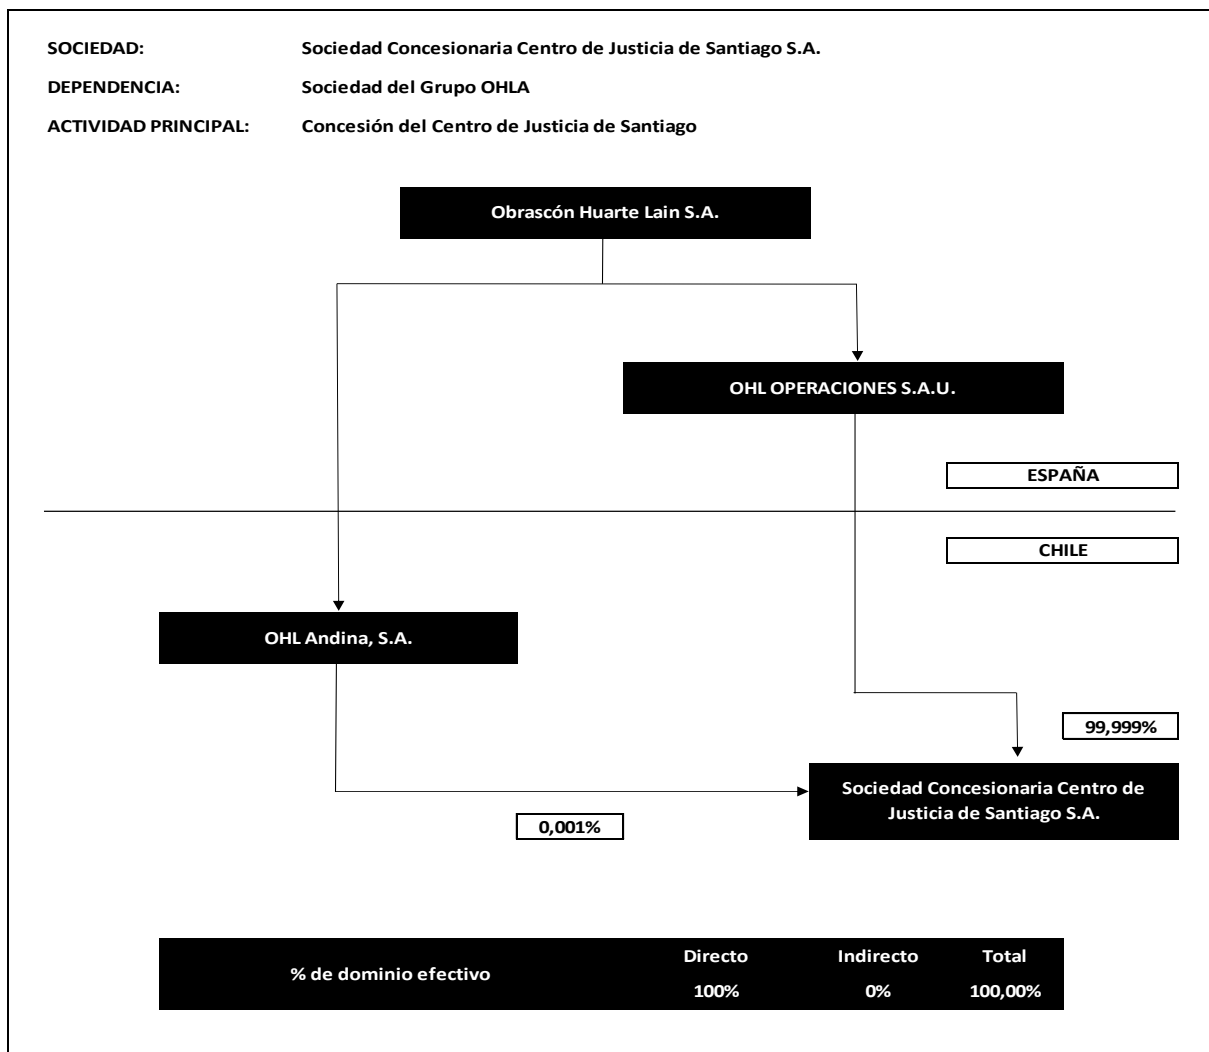 SOCIEDAD: Sociedad Concesionaria Centro de Justicia de Santiago S.A.
DEPENDENCIA: Sociedad del Grupo OHLA
ACTIVIDAD PRINCIPAL: Concesión del Centro de Justicia de Santiago
Obrascón Huarte Lain S.A.
OHL OPERACIONES S.A.U.
ESPAÑA
CHILE
OHL Andina, S.A.
99,999%
Sociedad Concesionaria Centro de
Justicia de Santiago S.A.
0,001%
% de dominio efectivo
Directo Indirecto Total
100% 0% 100,00%